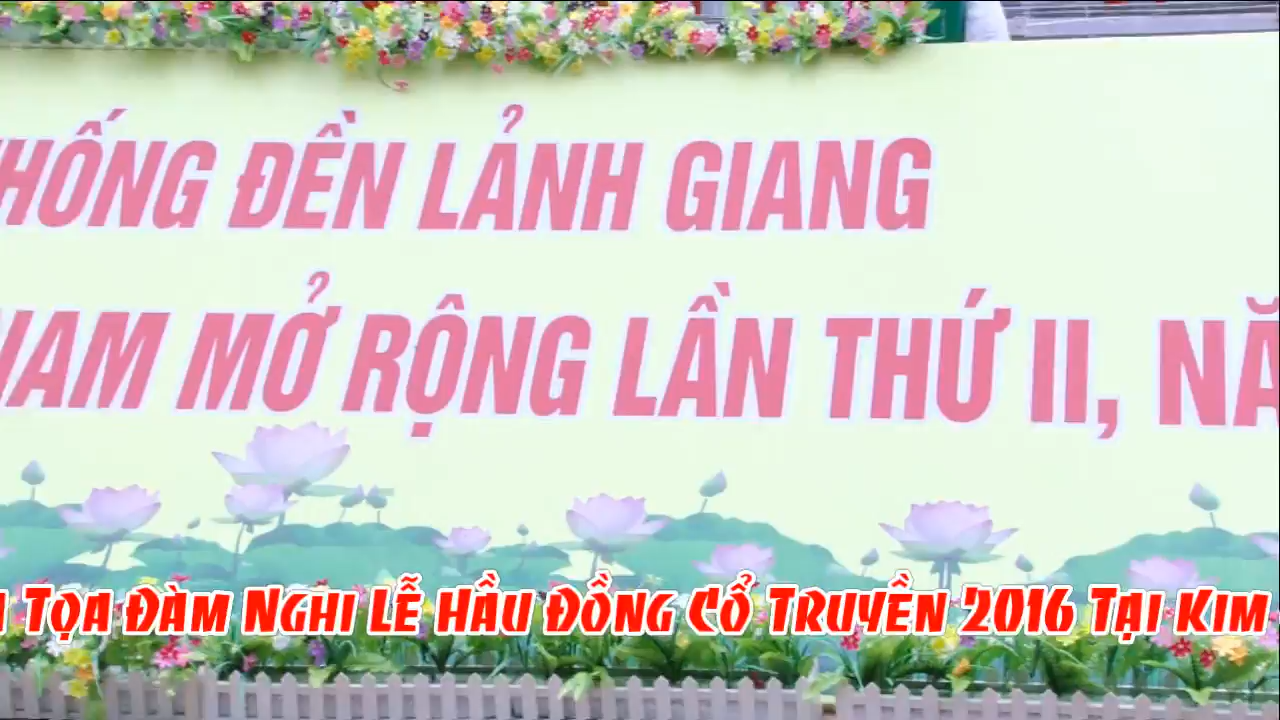 HỐNG ĐỀN LẢNH GIANG
NAM MỞ RỘNG LẦN THỨ II, NĂ
TỌA ĐÀM NGHI LỄ HẦU ĐỒNG CỔ TRUYỀN 2016 TẠI KIM